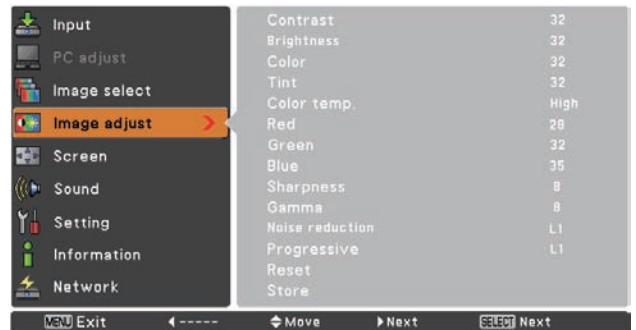 Input
PC adjust
Image select
Image adjust
Screen
Sound
Setting
Information
Network
Contrast 32
Brightness 32
Color 32
Tint 32
Color temp. High
Red 28
Green 32
Blue 35
Sharpness 8
Gamma 8
Noise reduction L1
Progressive L1
Reset
Store
MENU Exit ◀----- Move ▶Next SELECT Next